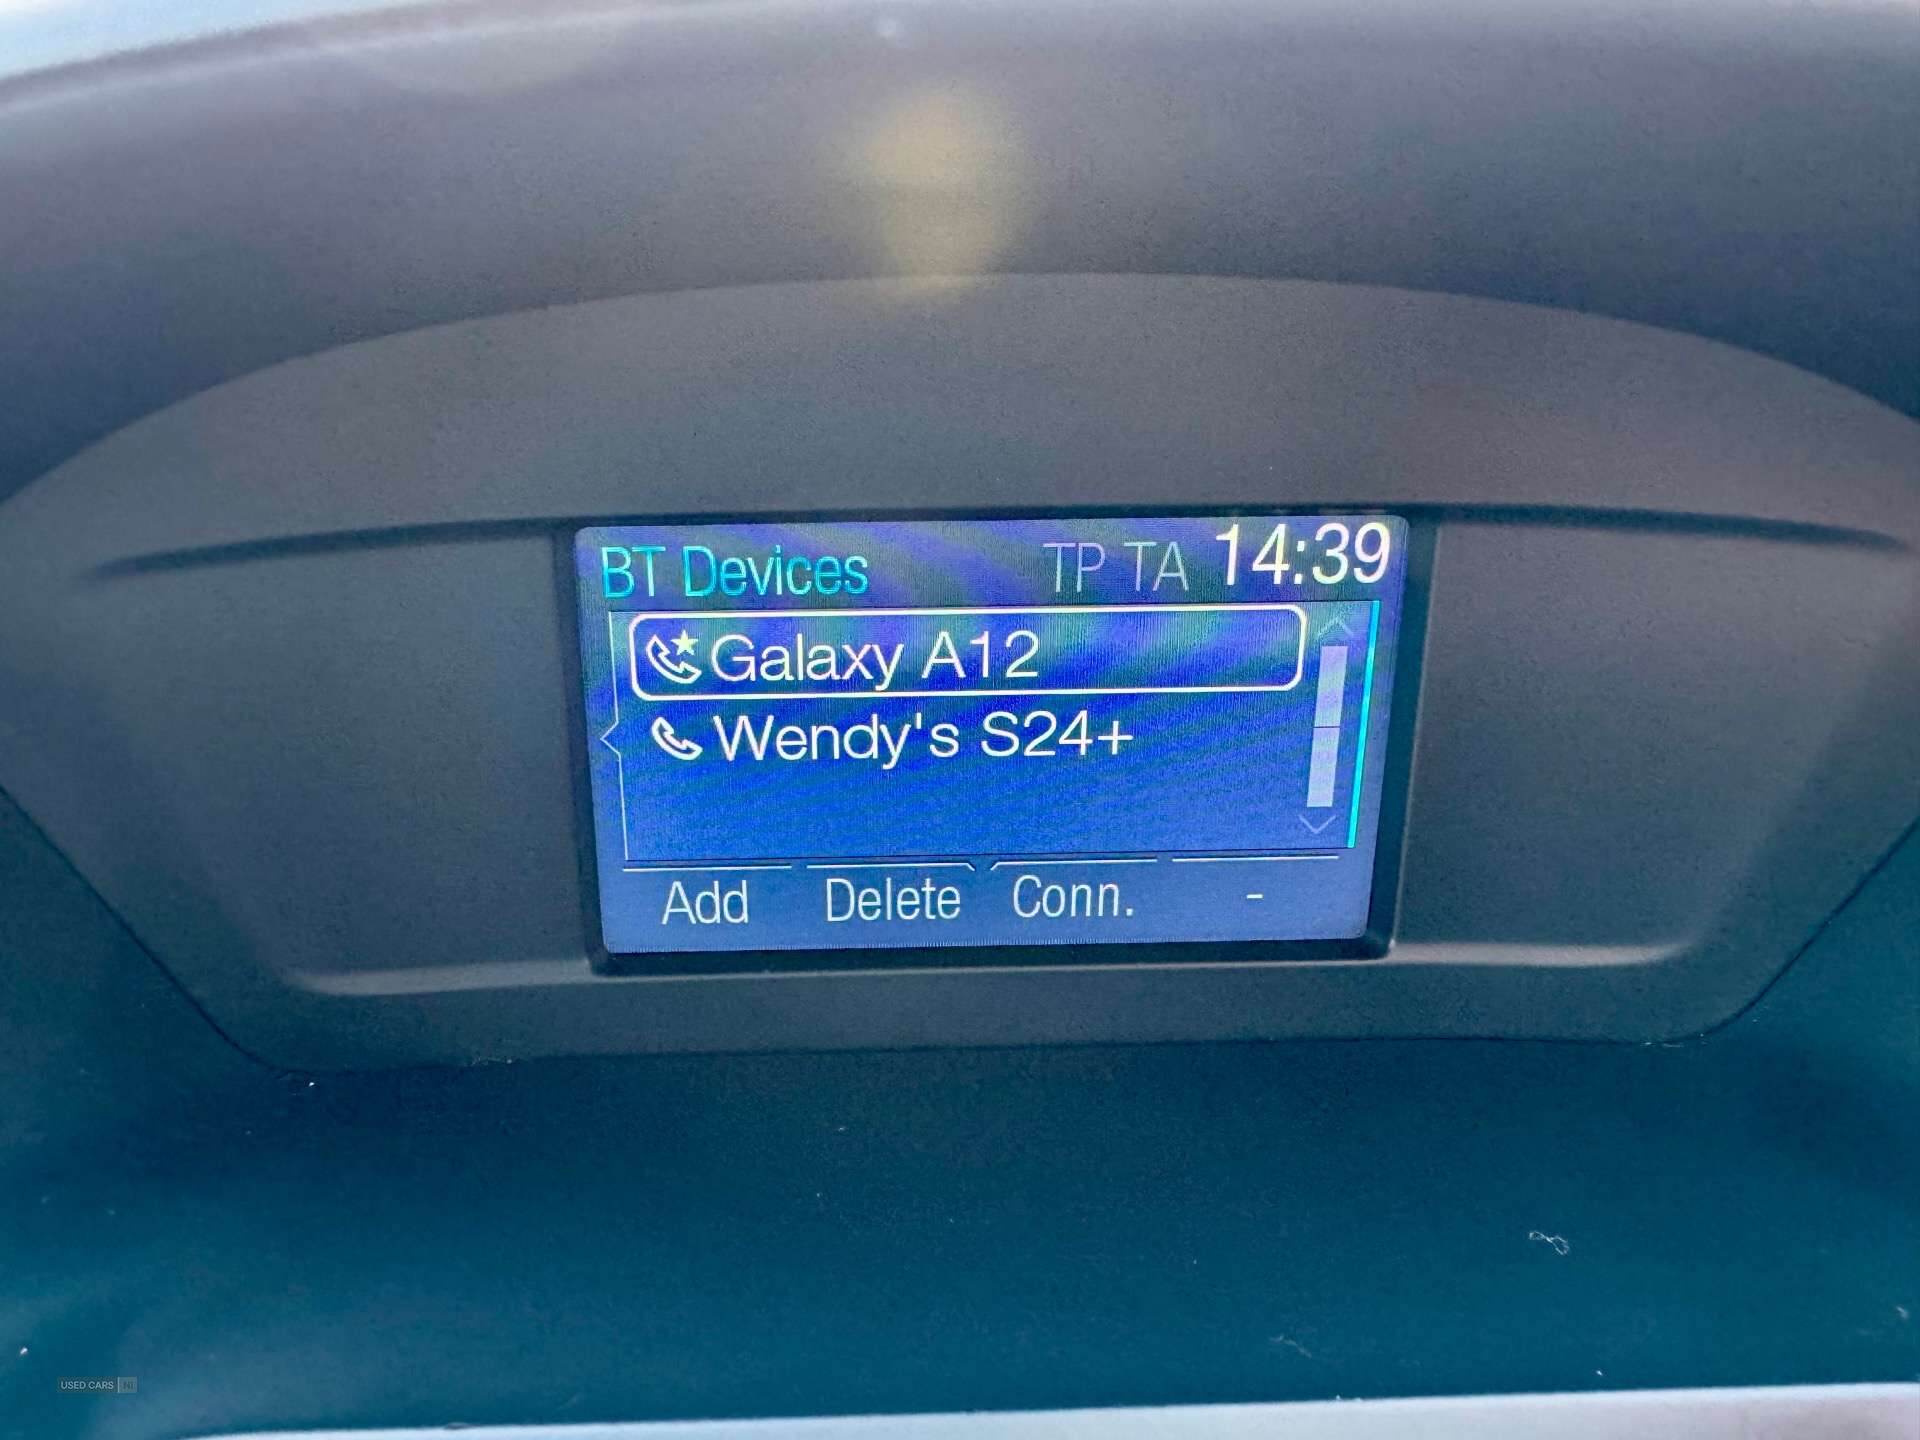 BT Devices TP TA 14:39
Galaxy A12
Wendy's S24+
Add Delete Conn. -
USED CARS NI